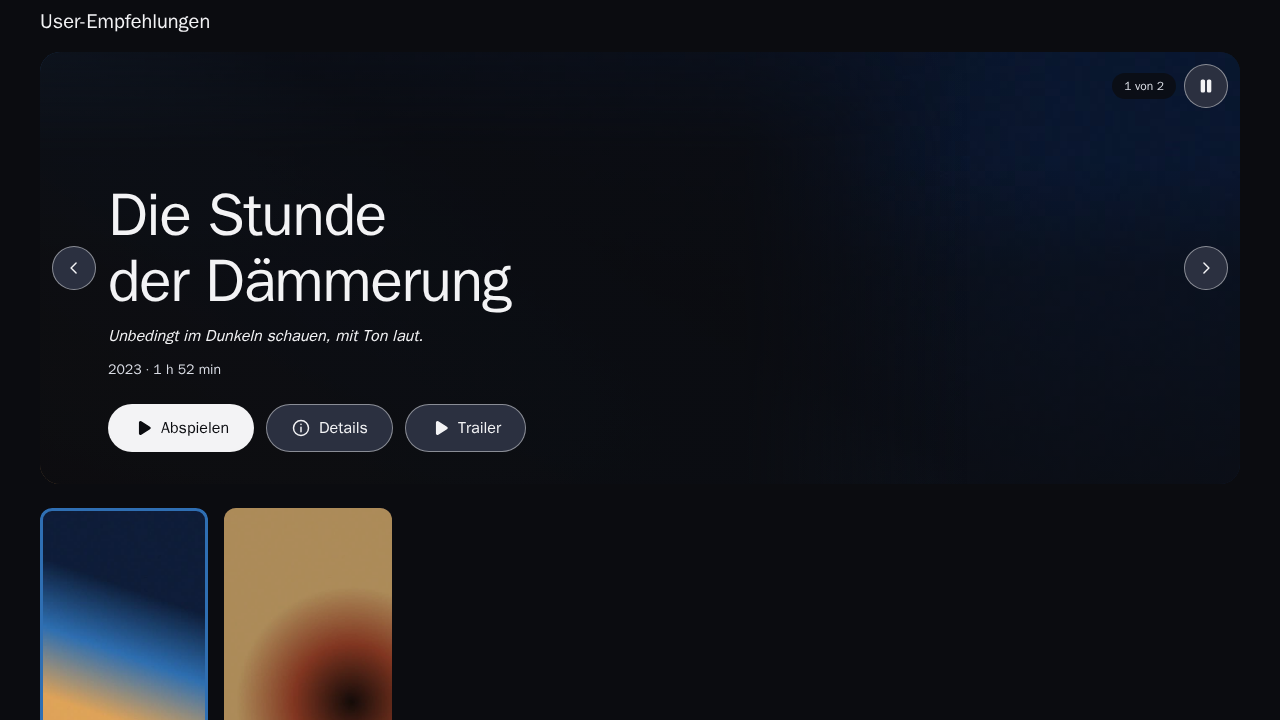 User-Empfehlungen
1 von 2
Die Stunde
der Dämmerung
Unbedingt im Dunkeln schauen, mit Ton laut.
2023 · 1 h 52 min
Abspielen
Details
Trailer